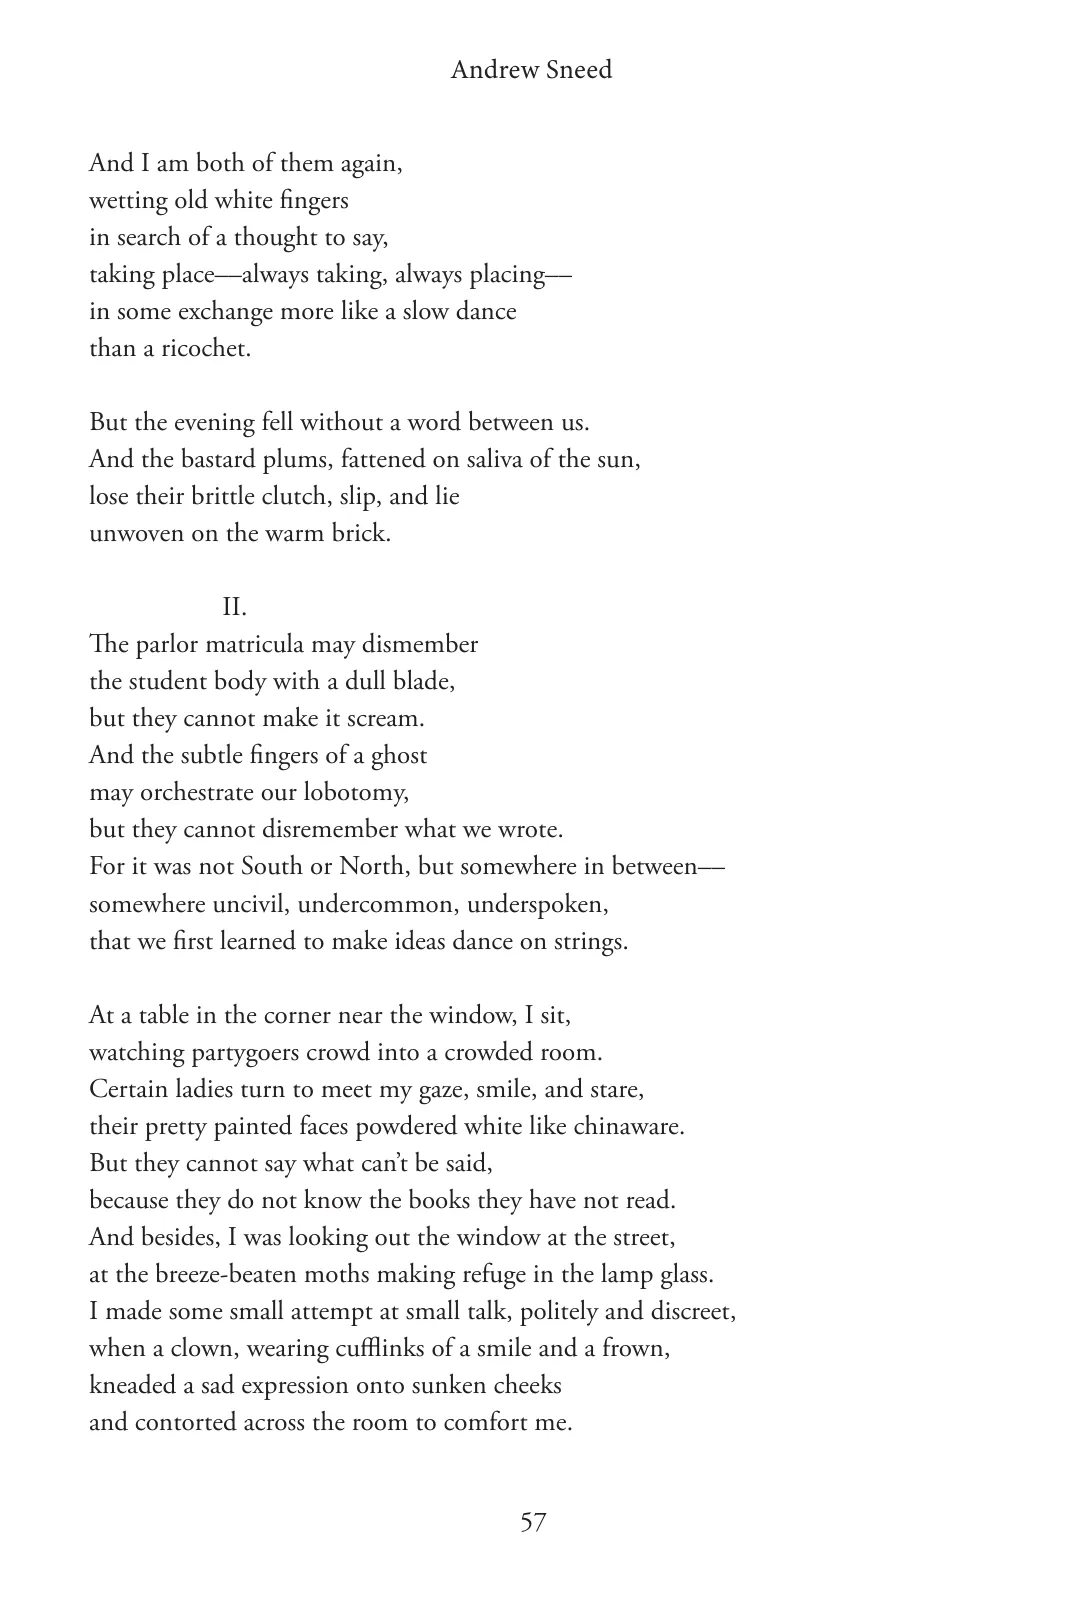 Andrew Sneed
And I am both of them again,
wetting old white fingers
in search of a thought to say,
taking place—always taking, always placing—
in some exchange more like a slow dance
than a ricochet.
But the evening fell without a word between us.
And the bastard plums, fattened on saliva of the sun,
lose their brittle clutch, slip, and lie
unwoven on the warm brick.
II.
The parlor matricula may dismember
the student body with a dull blade,
but they cannot make it scream.
And the subtle fingers of a ghost
may orchestrate our lobotomy,
but they cannot disremember what we wrote.
For it was not South or North, but somewhere in between—
somewhere uncivil, undercommon, underspoken,
that we first learned to make ideas dance on strings.
At a table in the corner near the window, I sit,
watching partygoers crowd into a crowded room.
Certain ladies turn to meet my gaze, smile, and stare,
their pretty painted faces powdered white like chinaware.
But they cannot say what can’t be said,
because they do not know the books they have not read.
And besides, I was looking out the window at the street,
at the breeze-beaten moths making refuge in the lamp glass.
I made some small attempt at small talk, politely and discreet,
when a clown, wearing cufflinks of a smile and a frown,
kneaded a sad expression onto sunken cheeks
and contorted across the room to comfort me.
57